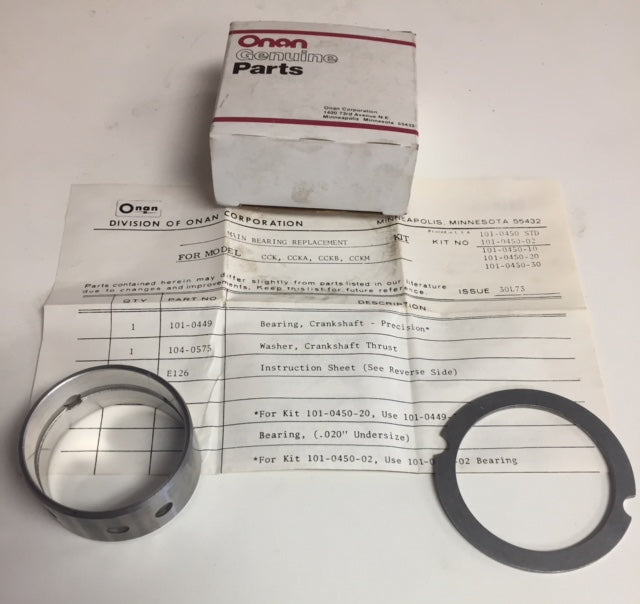 Onan
Genuine
Parts
Onan Corporation
1400 73rd Avenue N.E.
Minneapolis, Minnesota 55432
Onan
DIVISION OF ONAN CORPORATION
MINNEAPOLIS, MINNESOTA 55432
MAIN BEARING REPLACEMENT KIT
KIT NO 101-0450 STD
101-0450-02
101-0450-10
101-0450-20
101-0450-30
FOR MODEL CCK, CCKA, CCKB, CCKM
Parts contained herein may differ slightly from parts listed in our literature
due to changes and improvements. Keep this list for future reference.
ISSUE 30L73
QTY PART NO DESCRIPTION
1 101-0449 Bearing, Crankshaft - Precision*
1 104-0575 Washer, Crankshaft Thrust
E126 Instruction Sheet (See Reverse Side)
*For Kit 101-0450-20, Use 101-0449-
Bearing, (.020" Undersize)
*For Kit 101-0450-02, Use 101- -02 Bearing